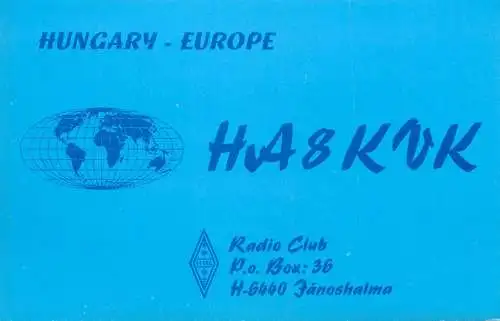 HUNGARY - EUROPE
HA8KVK
Radio Club
P.o. Box: 36
H-6440 Jánoshalma